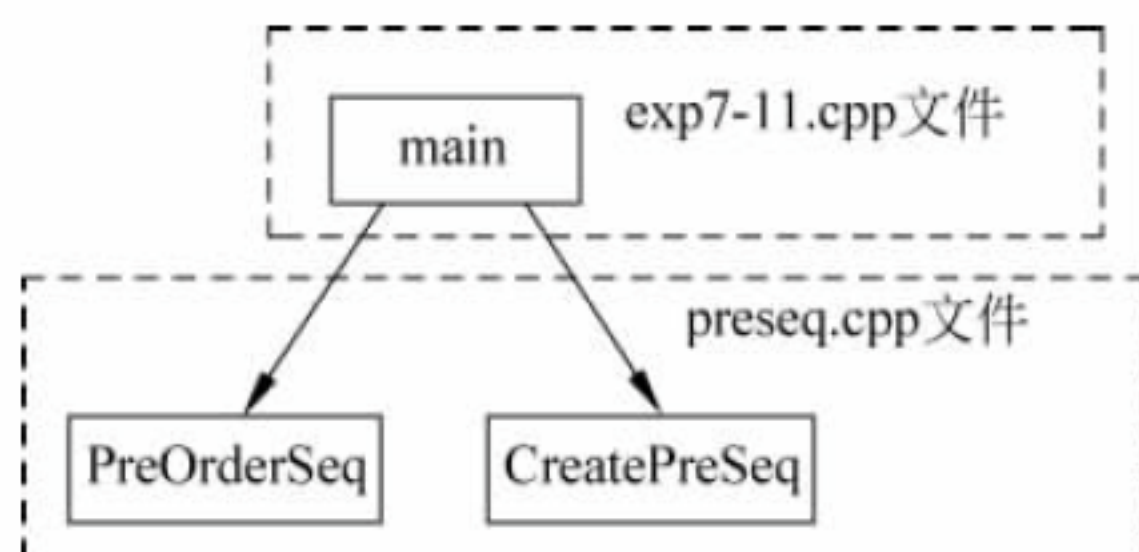 main
exp7-11.cpp文件
preseq.cpp文件
PreOrderSeq
CreatePreSeq